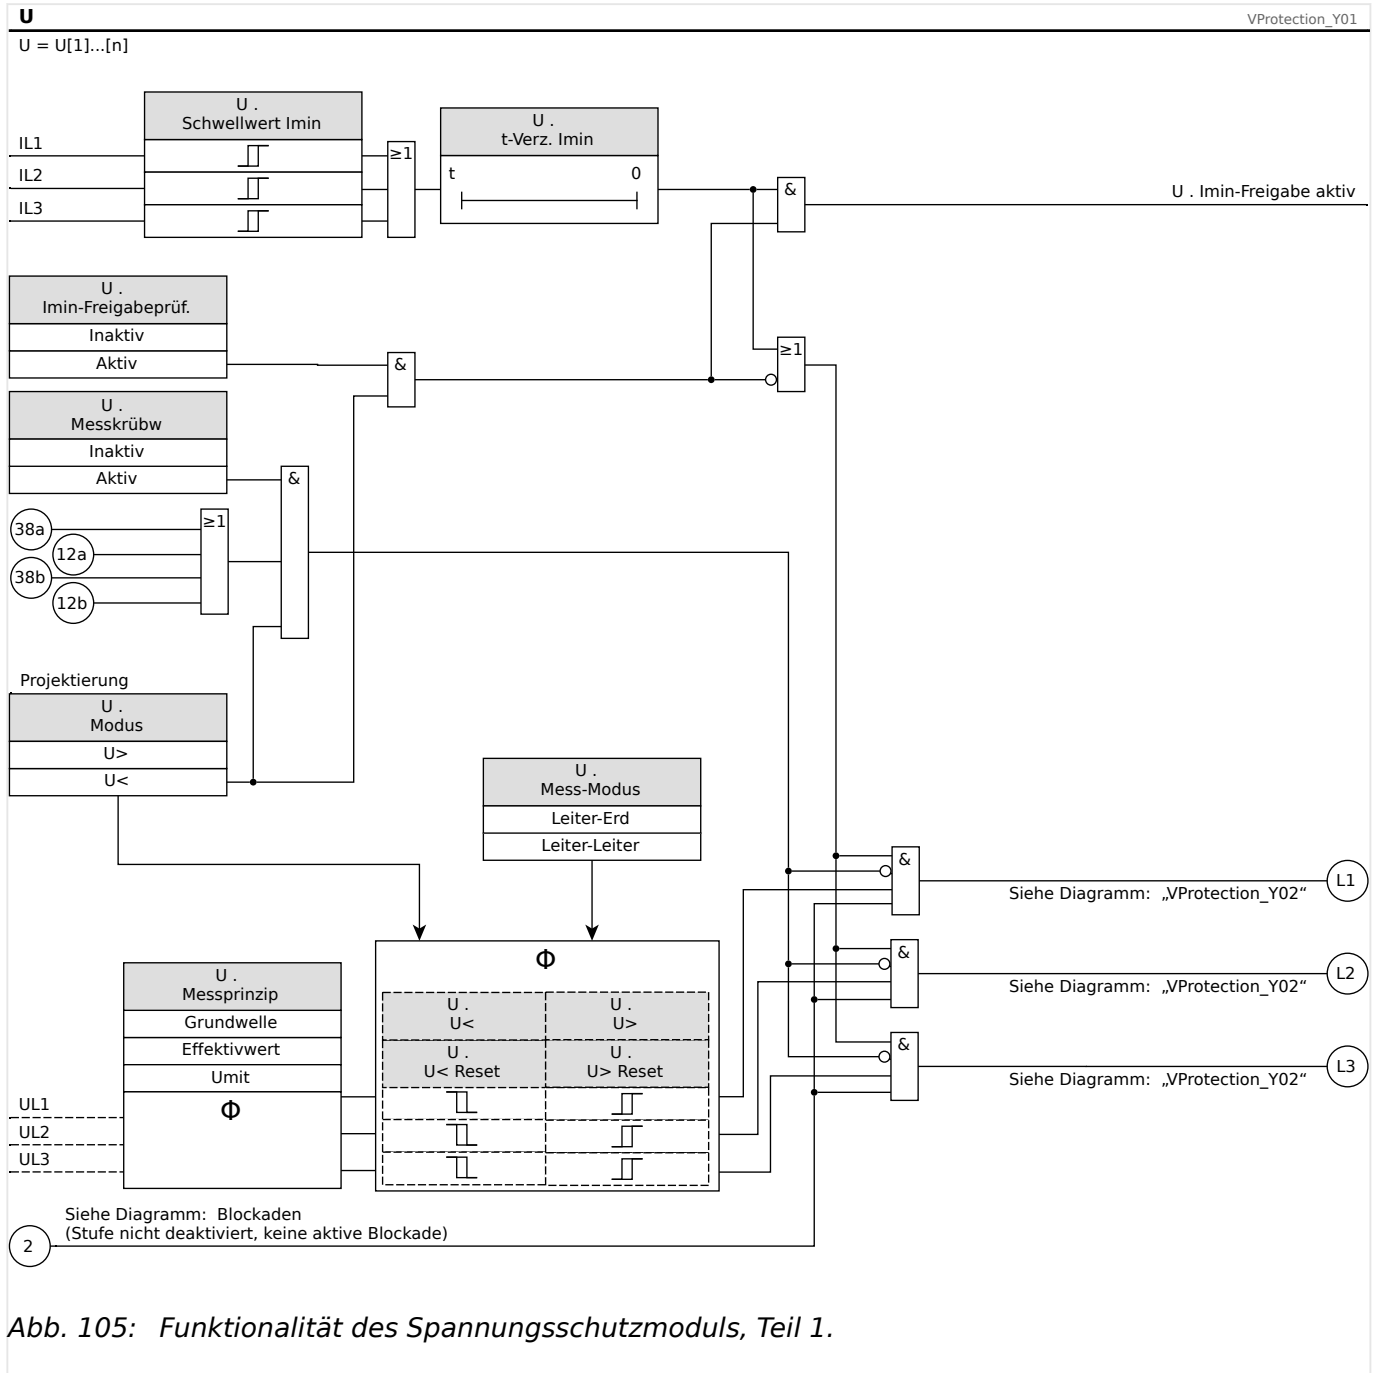 U
VProtection_Y01
U = U[1]...[n]
U .
Schwellwert Imin
IL1
IL2
IL3
≥1
U .
t-Verz. Imin
t
0
&
U . Imin-Freigabe aktiv
U .
Imin-Freigabeprüf.
Inaktiv
Aktiv
&
≥1
U .
Messkrübw
Inaktiv
Aktiv
&
38a
12a
38b
12b
≥1
Projektierung
U .
Modus
U>
U<
U .
Mess-Modus
Leiter-Erd
Leiter-Leiter
&
L1
Siehe Diagramm: „VProtection_Y02“
&
L2
Siehe Diagramm: „VProtection_Y02“
&
L3
Siehe Diagramm: „VProtection_Y02“
Φ
U .
U<
U .
U>
U .
U< Reset
U .
U> Reset
U .
Messprinzip
Grundwelle
Effektivwert
Umit
Φ
UL1
UL2
UL3
Siehe Diagramm: Blockaden
(Stufe nicht deaktiviert, keine aktive Blockade)
2
Abb. 105: Funktionalität des Spannungsschutzmoduls, Teil 1.